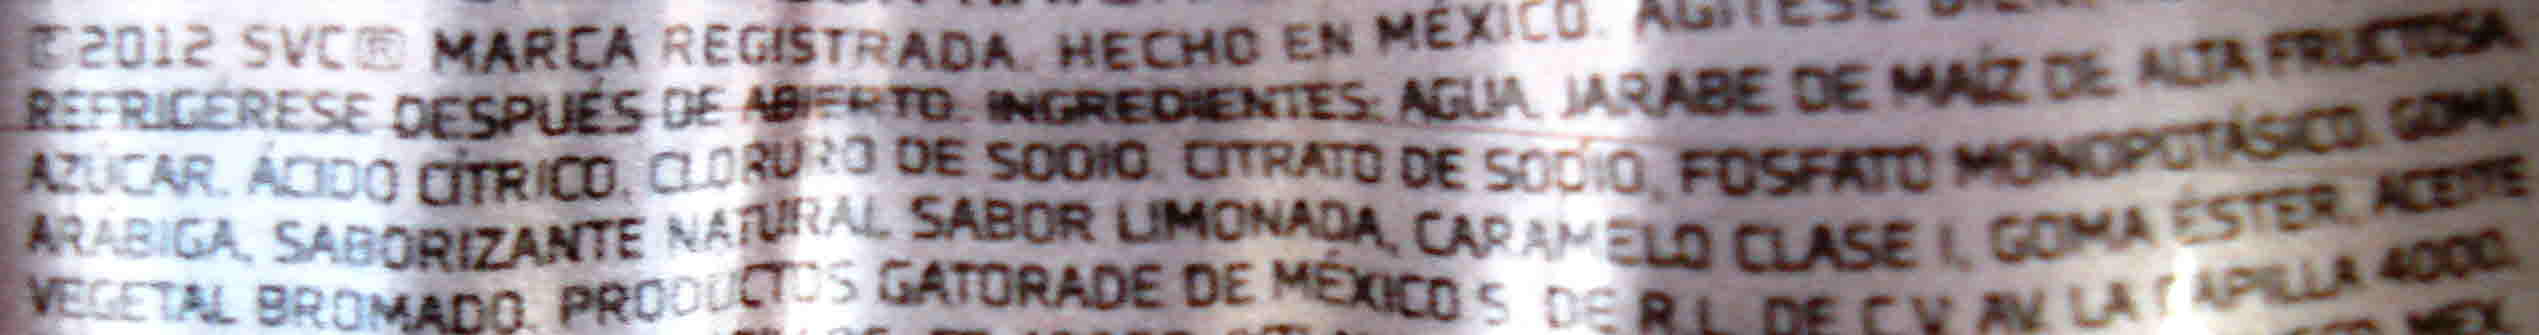 ©2012 SVC® MARCA REGISTRADA. HECHO EN MÉXICO. AGÍTESE
REFRIGÉRESE DESPUÉS DE ABIERTO. INGREDIENTES: AGUA, JARABE DE MAÍZ DE ALTA FRUCTOSA,
AZÚCAR, ÁCIDO CÍTRICO, CLORURO DE SODIO, CITRATO DE SODIO, FOSFATO MONOPOTÁSICO, GOMA
ARÁBIGA, SABORIZANTE NATURAL SABOR LIMONADA, CARAMELO CLASE I, GOMA ÉSTER, ACEITE
VEGETAL BROMADO. PRODUCTOS GATORADE DE MÉXICO S. DE R.L. DE C.V. AV. LA CAPILLA 4000,
MEX.